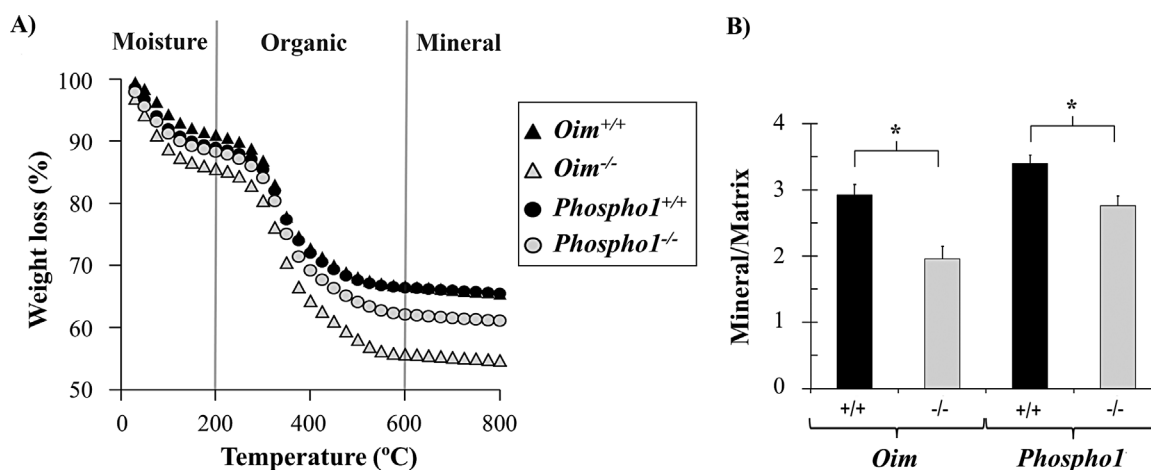 A)
Moisture Organic Mineral
100
90
80
70
60
50
Weight loss (%)
0 200 400 600 800
Temperature (ºC)
Oim+/+
Oim-/-
Phospho1+/+
Phospho1-/-
B)
* *
4
3
2
1
0
Mineral/Matrix
+/+ -/- +/+ -/-
Oim Phospho1